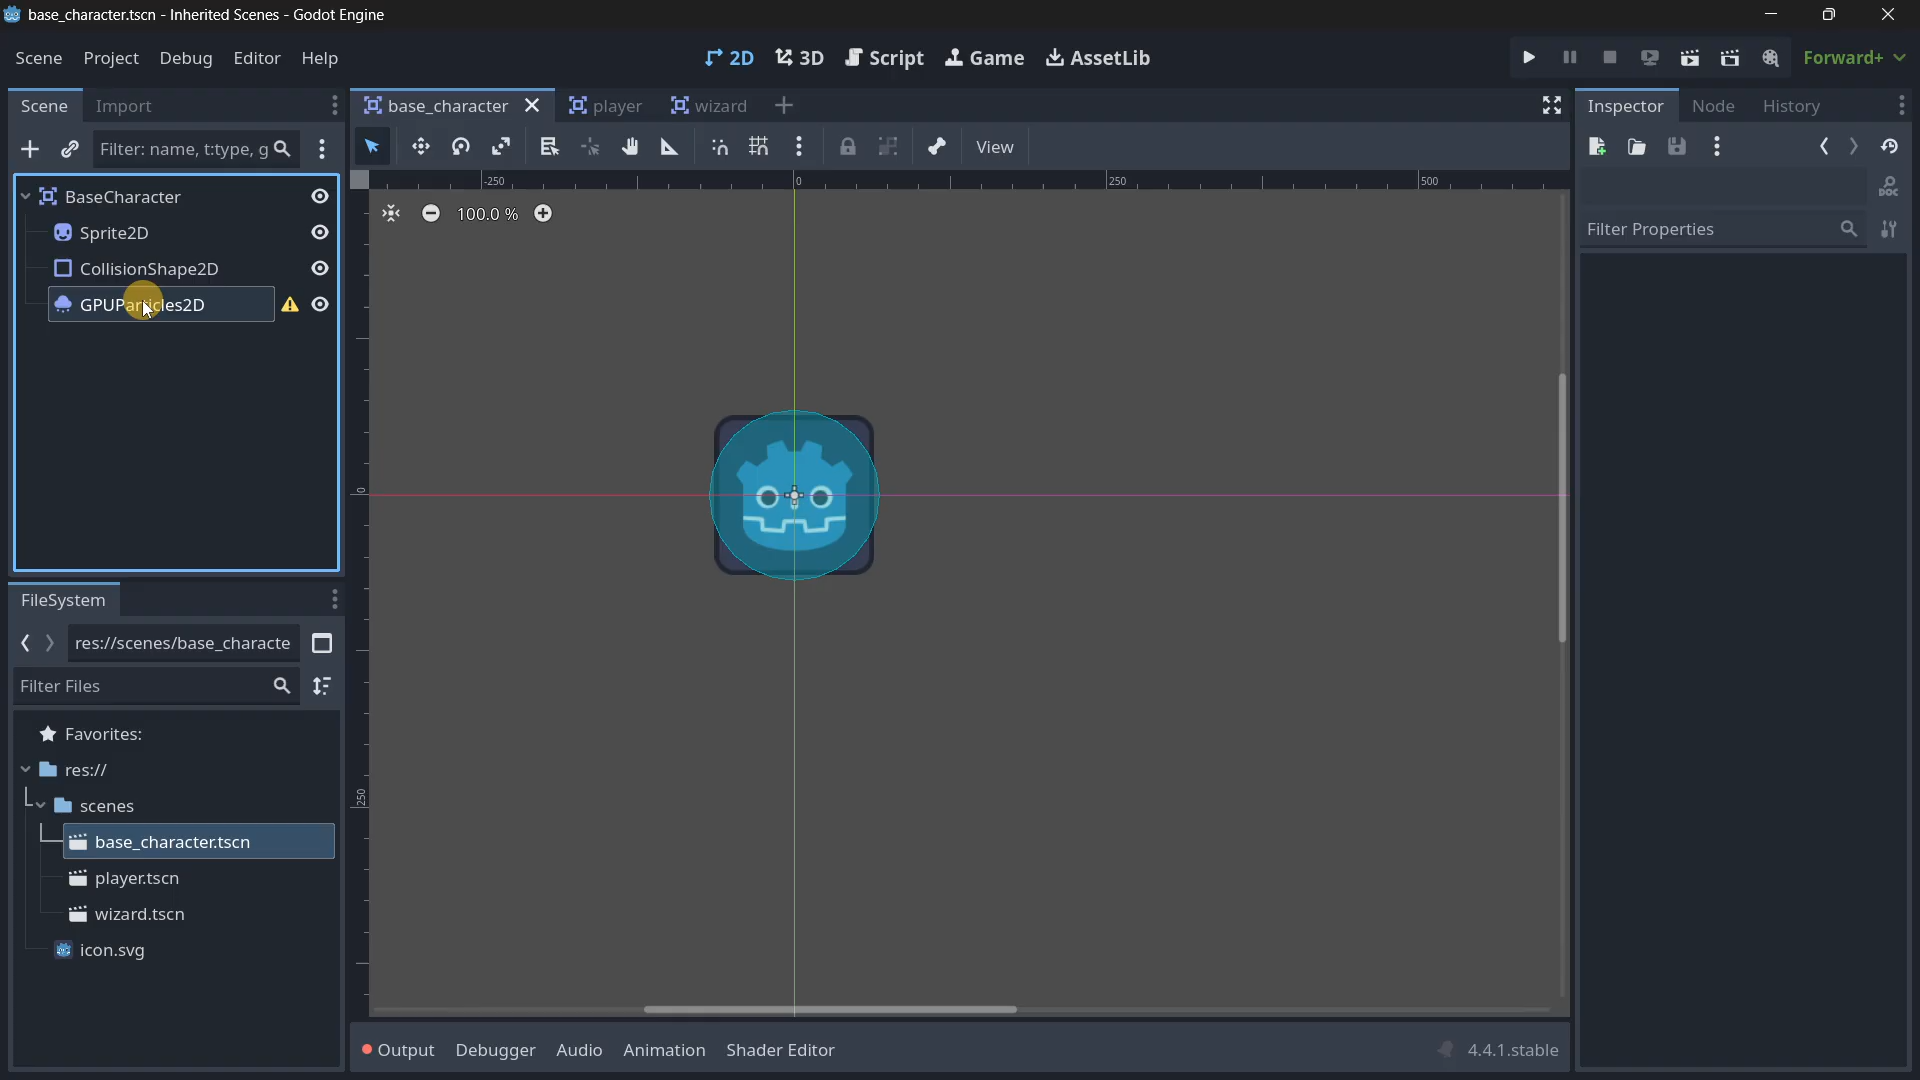 base_character.tscn - Inherited Scenes - Godot Engine
Scene Project Debug Editor Help
2D 3D Script Game AssetLib
Forward+
Scene Import
base_character player wizard
Inspector Node History
Filter: name, t:type, g
View
DOC
BaseCharacter
Sprite2D
CollisionShape2D
GPUParticles2D
-250 0 250 500
100.0 %
0
250
Filter Properties
FileSystem
res://scenes/base_characte
Filter Files
Favorites:
res://
scenes
base_character.tscn
player.tscn
wizard.tscn
icon.svg
Output Debugger Audio Animation Shader Editor
4.4.1.stable